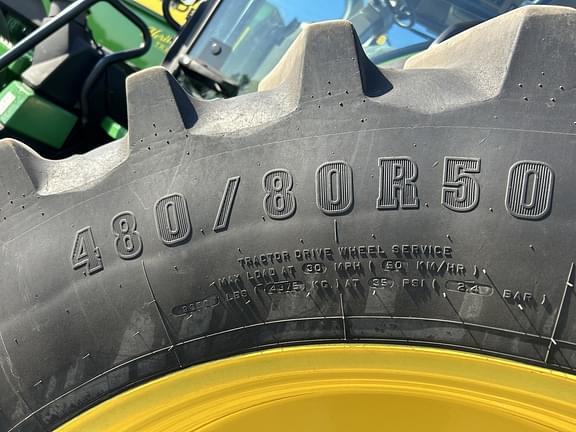 480/80R50
TRACTOR DRIVE WHEEL SERVICE
MAX LOAD AT 30 MPH (50 KM/HR)
LBS (4375 KG.) AT 35 PSI (2.4 BAR)